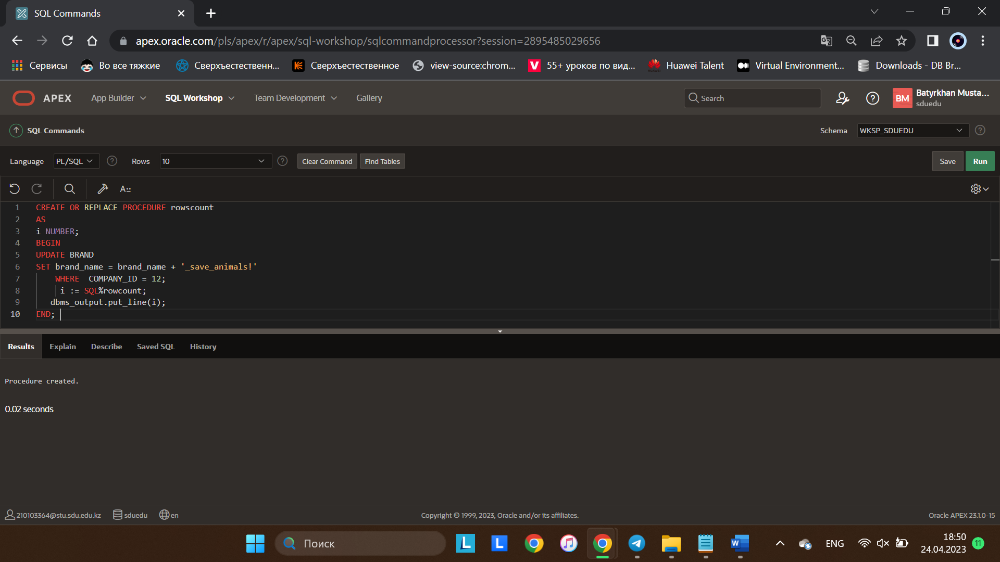 SQL Commands
apex.oracle.com/pls/apex/r/apex/sql-workshop/sqlcommandprocessor?session=2895485029656
Сервисы Во все тяжкие Сверхъестественн... Сверхъестественное view-source:chrom... V 55+ уроков по вид... Huawei Talent Virtual Environment... Downloads - DB Br...
APEX App Builder SQL Workshop Team Development Gallery Search ? BM Batyrkhan Musta...
sduedu
SQL Commands Schema WKSP_SDUEDU ?
Language PL/SQL ? Rows 10 ? Clear Command Find Tables Save Run
A::
1 CREATE OR REPLACE PROCEDURE rowscount
2 AS
3 i NUMBER;
4 BEGIN
5 UPDATE BRAND
6 SET brand_name = brand_name + '_save_animals!'
7 WHERE  COMPANY_ID = 12;
8 i := SQL%rowcount;
9 dbms_output.put_line(i);
10 END;
Results Explain Describe Saved SQL History
Procedure created.
0.02 seconds
210103364@stu.sdu.edu.kz sduedu en Copyright © 1999, 2023, Oracle and/or its affiliates. Oracle APEX 23.1.0-15
Поиск L L W ENG 18:50 11
24.04.2023